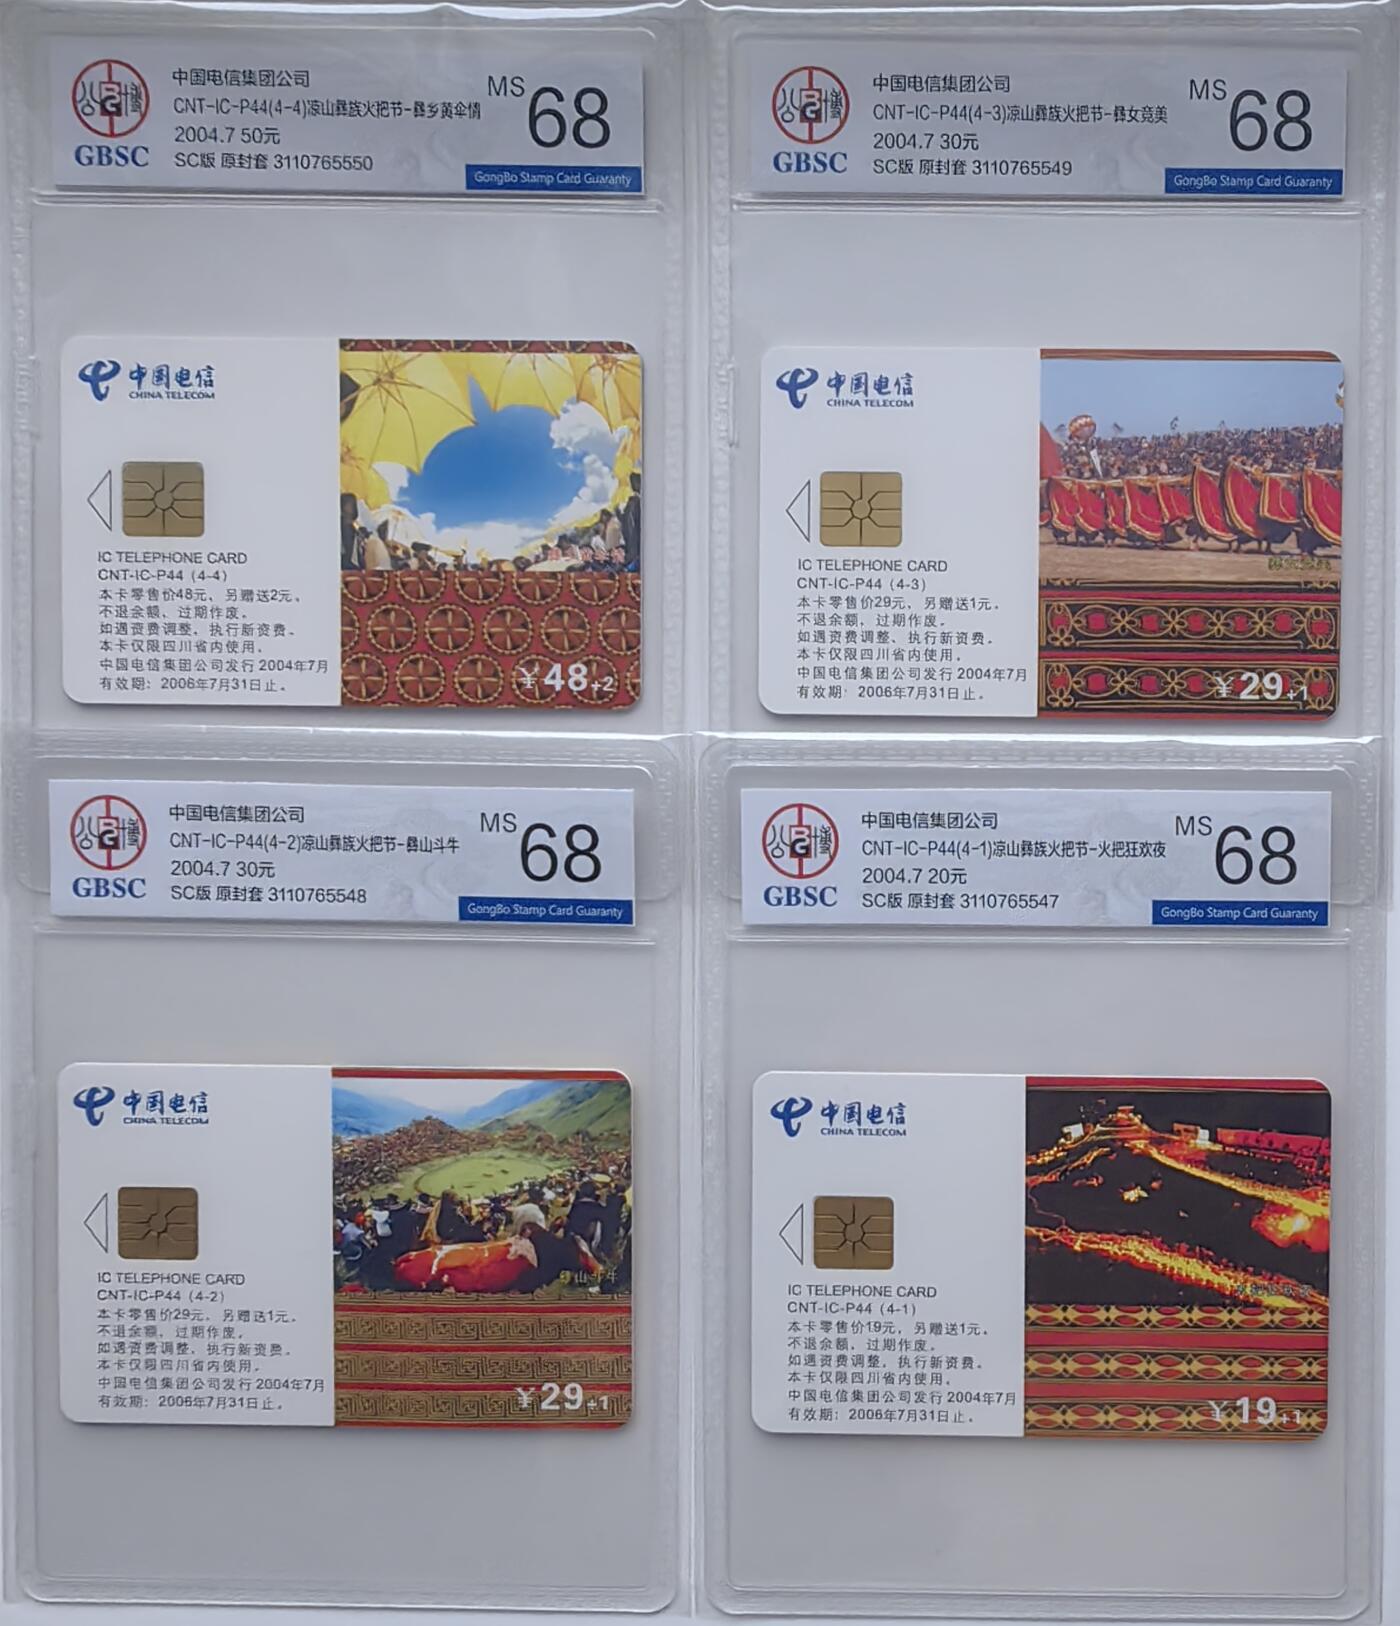 中国电信集团公司
CNT-IC-P44(4-4)凉山彝族火把节-彝乡黄伞情
2004.7 50元
SC版 原封套 3110765550
MS 68
GBSC
GongBo Stamp Card Guaranty
中国电信
CHINA TELECOM
IC TELEPHONE CARD
CNT-IC-P44 (4-4)
本卡零售价48元，另赠送2元。
不退余额、过期作废。
如遇资费调整、执行新资费。
本卡仅限四川省内使用。
中国电信集团公司发行 2004年7月
有效期：2006年7月31日止。
¥48+2
中国电信集团公司
CNT-IC-P44(4-3)凉山彝族火把节-彝女竞美
2004.7 30元
SC版 原封套 3110765549
MS 68
GBSC
GongBo Stamp Card Guaranty
中国电信
CHINA TELECOM
IC TELEPHONE CARD
CNT-IC-P44 (4-3)
本卡零售价29元，另赠送1元。
不退余额，过期作废。
如遇资费调整、执行新资费。
本卡仅限四川省内使用。
中国电信集团公司发行 2004年7月
有效期：2006年7月31日止。
¥29+1
中国电信集团公司
CNT-IC-P44(4-2)凉山彝族火把节-彝山斗牛
2004.7 30元
SC版 原封套 3110765548
MS 68
GBSC
GongBo Stamp Card Guaranty
中国电信
CHINA TELECOM
IC TELEPHONE CARD
CNT-IC-P44 (4-2)
本卡零售价29元，另赠送1元。
不退余额，过期作废。
如遇资费调整，执行新资费。
本卡仅限四川省内使用。
中国电信集团公司发行 2004年7月
有效期：2006年7月31日止。
彝山斗牛
¥29+1
中国电信集团公司
CNT-IC-P44(4-1)凉山彝族火把节-火把狂欢夜
2004.7 20元
SC版 原封套 3110765547
MS 68
GBSC
GongBo Stamp Card Guaranty
中国电信
CHINA TELECOM
IC TELEPHONE CARD
CNT-IC-P44 (4-1)
本卡零售价19元，另赠送1元。
不退余额、过期作废。
如遇资费调整，执行新资费。
本卡仅限四川省内使用。
中国电信集团公司发行 2004年7月
有效期：2006年7月31日止。
¥19+1